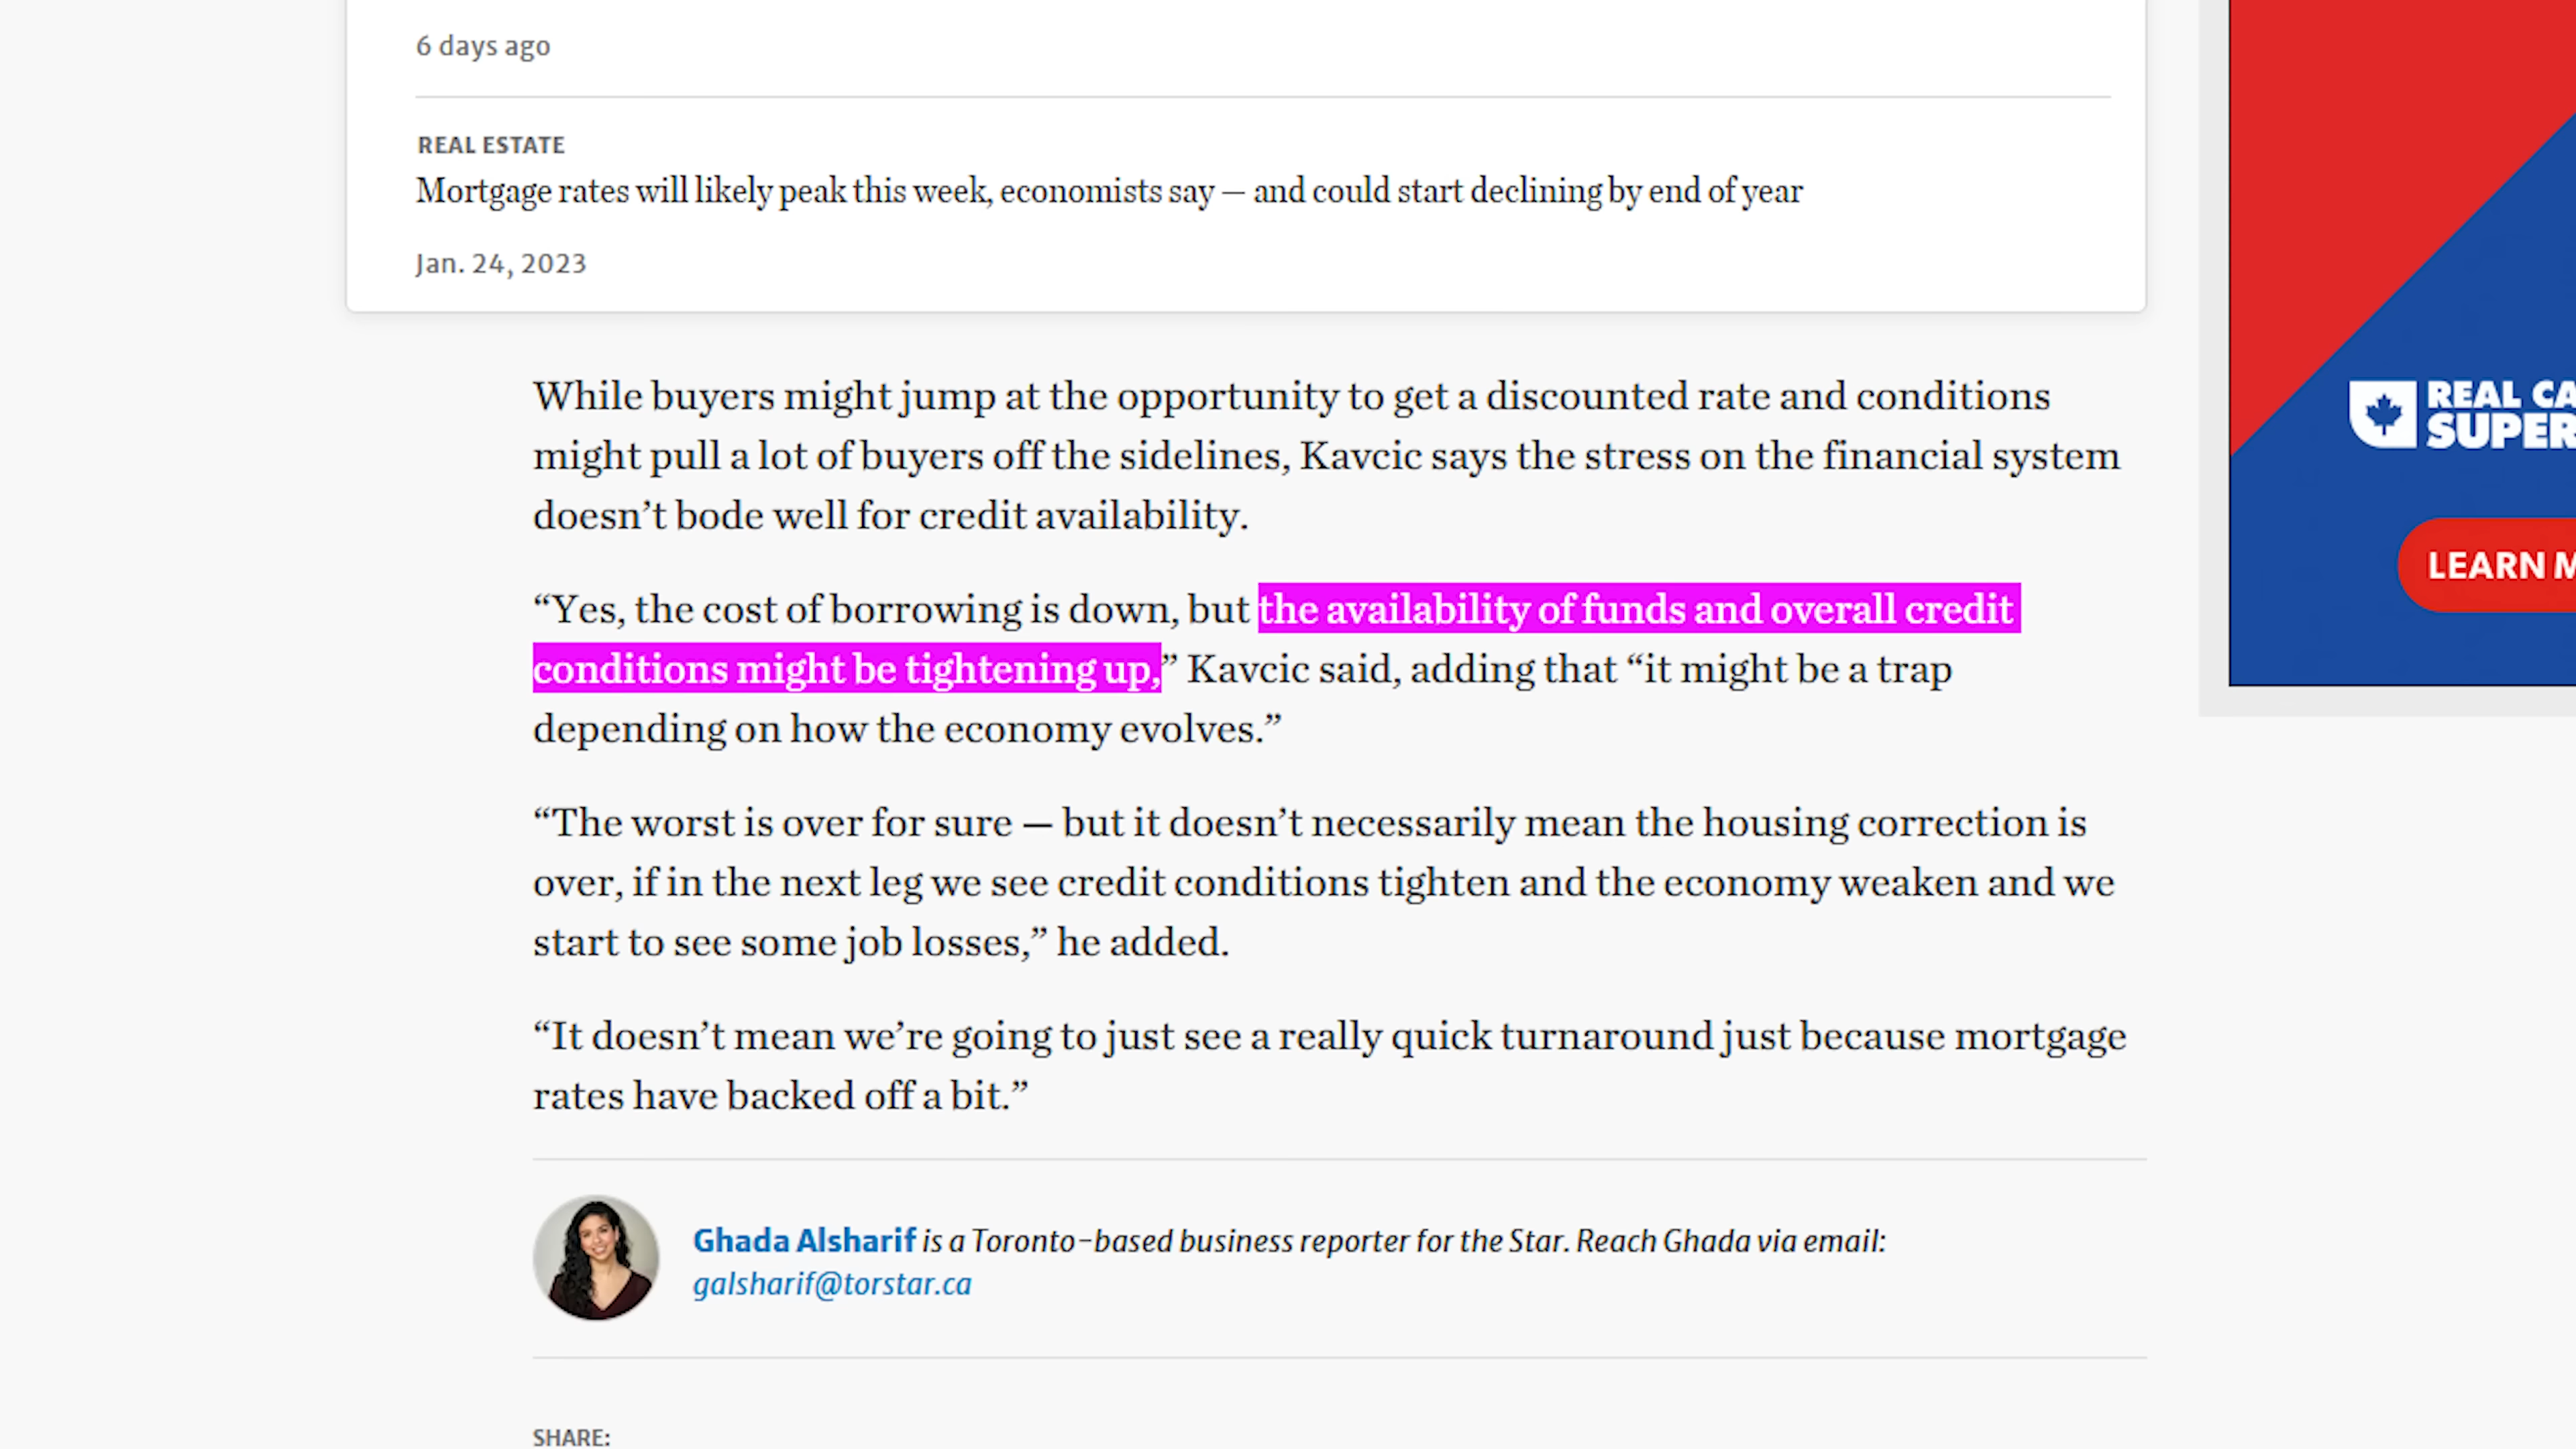 6 days ago
REAL ESTATE
Mortgage rates will likely peak this week, economists say — and could start declining by end of year
Jan. 24, 2023
While buyers might jump at the opportunity to get a discounted rate and conditions
might pull a lot of buyers off the sidelines, Kavcic says the stress on the financial system
doesn’t bode well for credit availability.
“Yes, the cost of borrowing is down, but the availability of funds and overall credit
conditions might be tightening up,” Kavcic said, adding that “it might be a trap
depending on how the economy evolves.”
“The worst is over for sure — but it doesn’t necessarily mean the housing correction is
over, if in the next leg we see credit conditions tighten and the economy weaken and we
start to see some job losses,” he added.
“It doesn’t mean we’re going to just see a really quick turnaround just because mortgage
rates have backed off a bit.”
Ghada Alsharif is a Toronto-based business reporter for the Star. Reach Ghada via email:
galsharif@torstar.ca
SHARE:
REAL CA
SUPER
LEARN M